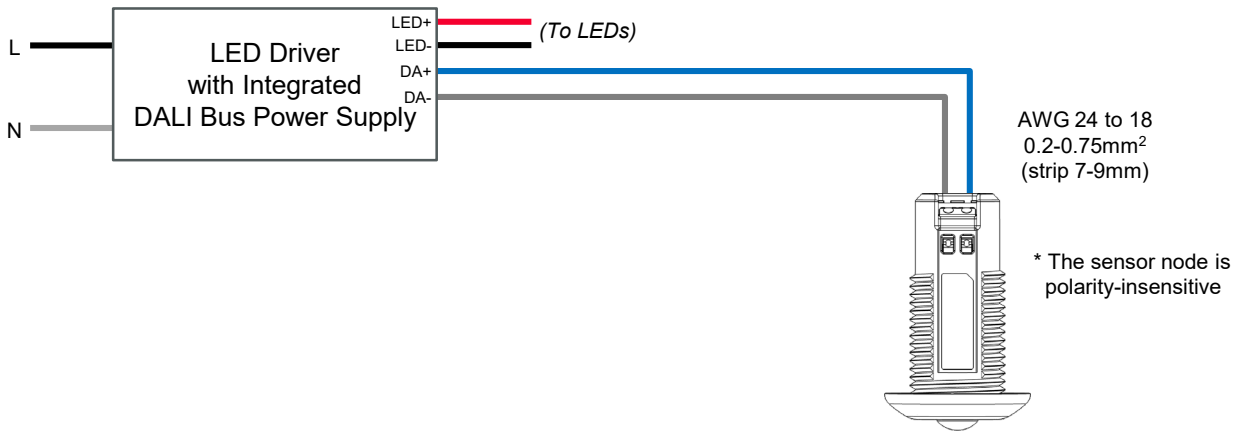 L
N
LED Driver
with Integrated
DALI Bus Power Supply
LED+
LED-
DA+
DA-
(To LEDs)
AWG 24 to 18
0.2-0.75mm²
(strip 7-9mm)
* The sensor node is
polarity-insensitive